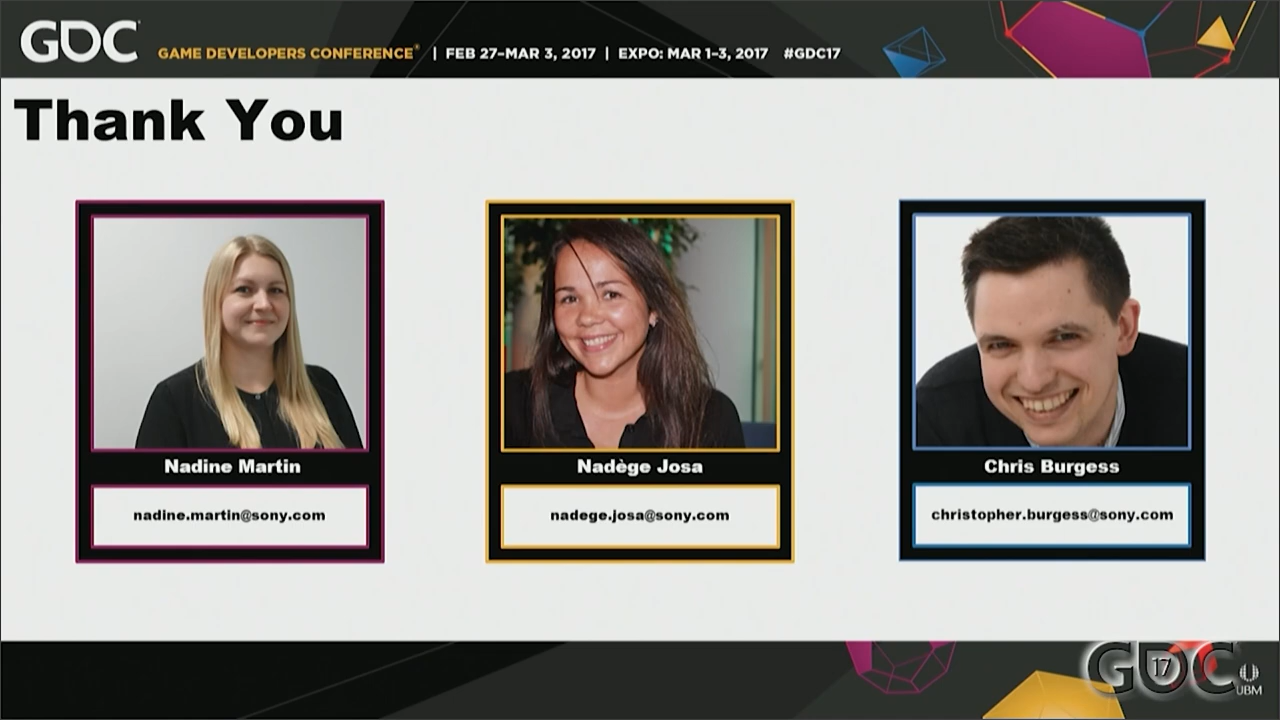 GDC GAME DEVELOPERS CONFERENCE® | FEB 27–MAR 3, 2017 | EXPO: MAR 1–3, 2017 #GDC17
Thank You
Nadine Martin
nadine.martin@sony.com
Nadège Josa
nadege.josa@sony.com
Chris Burgess
christopher.burgess@sony.com
GDC 17
UBM